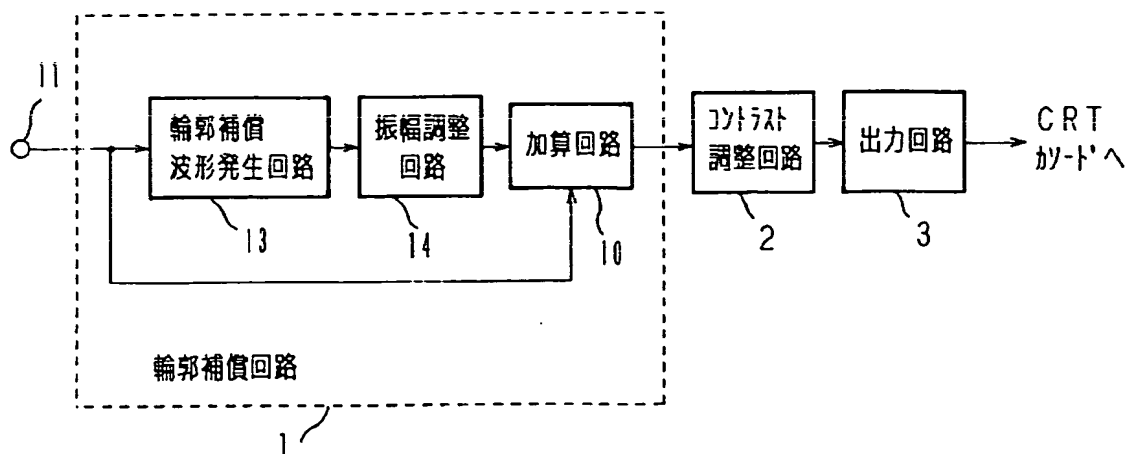 11
輪郭補償
波形発生回路
13
振幅調整
回路
14
加算回路
10
コントラスト
調整回路
2
出力回路
3
CRT
カソードへ
輪郭補償回路
1